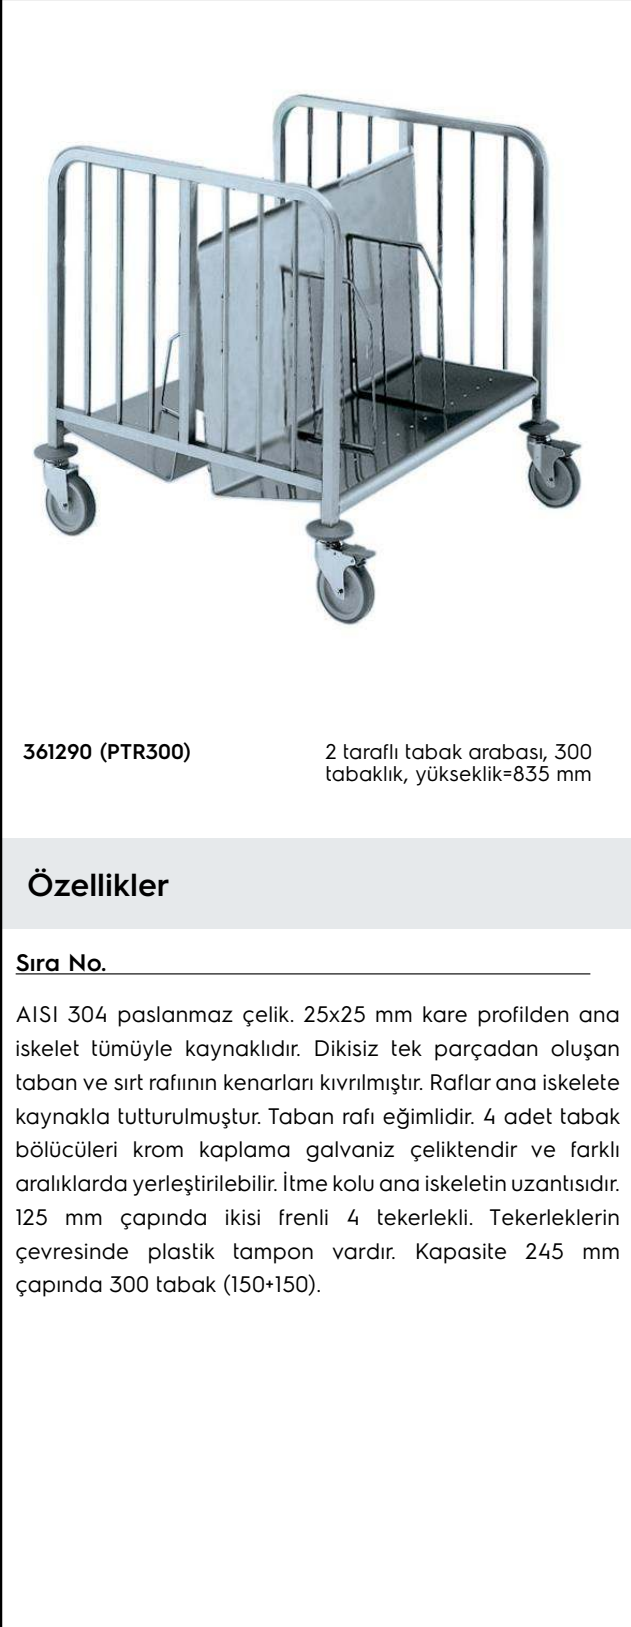 361290 (PTR300)
2 taraflı tabak arabası, 300
tabaklık, yükseklik=835 mm
Özellikler
Sıra No.
AISI 304 paslanmaz çelik. 25x25 mm kare profilden ana
iskelet tümüyle kaynaklıdır. Dikisiz tek parçadan oluşan
taban ve sırt rafıının kenarları kıvrılmıştır. Raflar ana iskelete
kaynakla tutturulmuştur. Taban rafı eğimlidir. 4 adet tabak
bölücüleri krom kaplama galvaniz çeliktendir ve farklı
aralıklarda yerleştirilebilir. İtme kolu ana iskeletin uzantısıdır.
125 mm çapında ikisi frenli 4 tekerlekli. Tekerleklerin
çevresinde plastik tampon vardır. Kapasite 245 mm
çapında 300 tabak (150+150).